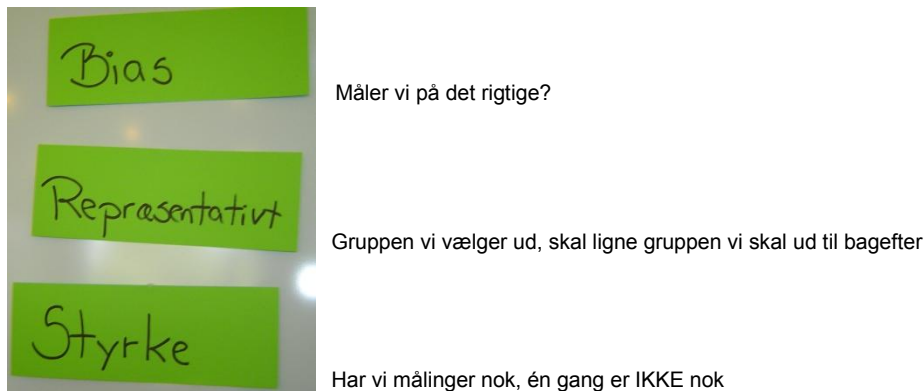 Bias
Måler vi på det rigtige?
Repræsentativt
Gruppen vi vælger ud, skal ligne gruppen vi skal ud til bagefter
Styrke
Har vi målinger nok, én gang er IKKE nok